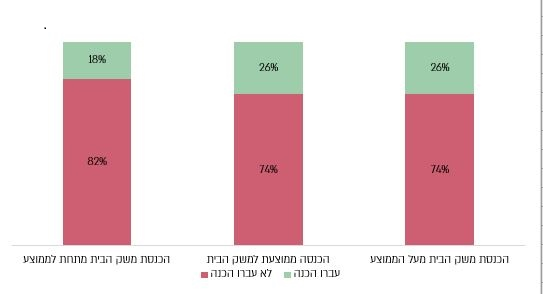 18%
26%
26%
82%
74%
74%
הכנסת משק הבית מתחת לממוצע
הכנסה ממוצעת למשק הבית
הכנסת משק הבית מעל הממוצע
לא עברו הכנה
עברו הכנה